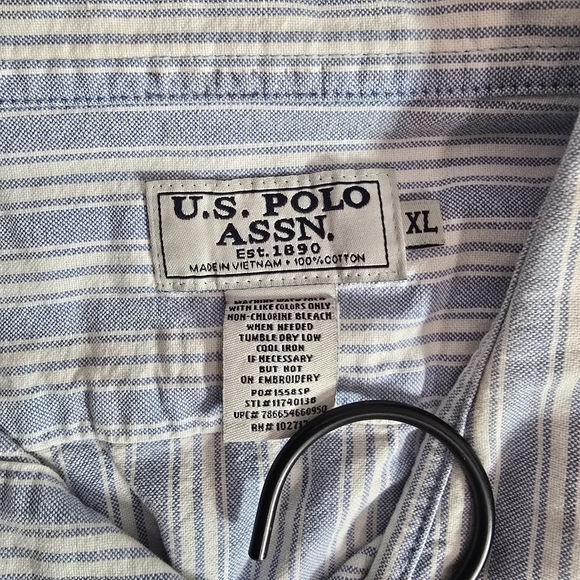 U.S. POLO
ASSN.
Est. 1890
MADE IN VIETNAM • 100% COTTON
XL
WITH LIKE COLORS ONLY
NON-CHLORINE BLEACH
WHEN NEEDED
TUMBLE DRY LOW
COOL IRON
IF NECESSARY
BUT NOT
ON EMBROIDERY
PO# 1558SP
STL# 11740138
UPC# 786654660950
RN#